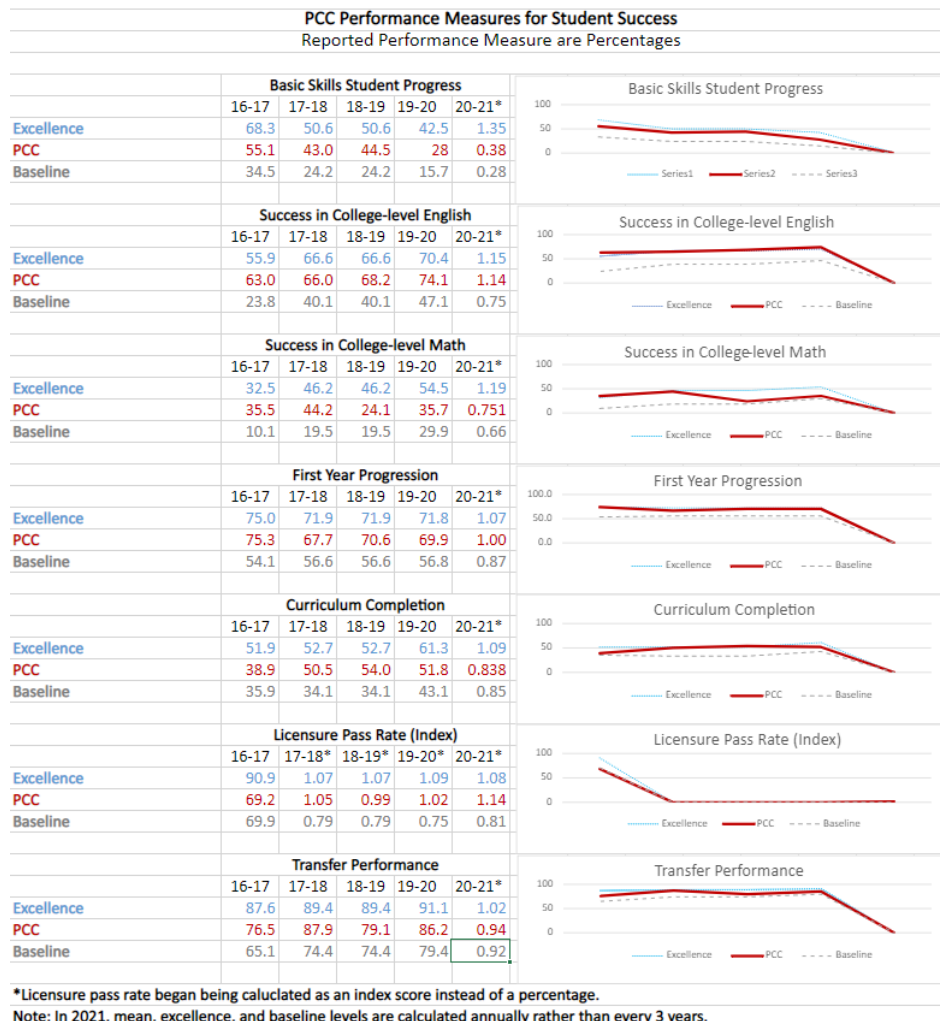 PCC Performance Measures for Student Success
Reported Performance Measure are Percentages
Basic Skills Student Progress
16-17 17-18 18-19 19-20 20-21*
Excellence 68.3 50.6 50.6 42.5 1.35
PCC 55.1 43.0 44.5 28 0.38
Baseline 34.5 24.2 24.2 15.7 0.28
Basic Skills Student Progress
100
50
0
Series1 Series2 Series3
Success in College-level English
16-17 17-18 18-19 19-20 20-21*
Excellence 55.9 66.6 66.6 70.4 1.15
PCC 63.0 66.0 68.2 74.1 1.14
Baseline 23.8 40.1 40.1 47.1 0.75
Success in College-level English
100
50
0
Excellence PCC Baseline
Success in College-level Math
16-17 17-18 18-19 19-20 20-21*
Excellence 32.5 46.2 46.2 54.5 1.19
PCC 35.5 44.2 24.1 35.7 0.751
Baseline 10.1 19.5 19.5 29.9 0.66
Success in College-level Math
100
50
0
Excellence PCC Baseline
First Year Progression
16-17 17-18 18-19 19-20 20-21*
Excellence 75.0 71.9 71.9 71.8 1.07
PCC 75.3 67.7 70.6 69.9 1.00
Baseline 54.1 56.6 56.6 56.8 0.87
First Year Progression
100.0
50.0
0.0
Excellence PCC Baseline
Curriculum Completion
16-17 17-18 18-19 19-20 20-21*
Excellence 51.9 52.7 52.7 61.3 1.09
PCC 38.9 50.5 54.0 51.8 0.838
Baseline 35.9 34.1 34.1 43.1 0.85
Curriculum Completion
100
50
0
Excellence PCC Baseline
Licensure Pass Rate (Index)
16-17 17-18* 18-19* 19-20* 20-21*
Excellence 90.9 1.07 1.07 1.09 1.08
PCC 69.2 1.05 0.99 1.02 1.14
Baseline 69.9 0.79 0.79 0.75 0.81
Licensure Pass Rate (Index)
100
50
0
Excellence PCC Baseline
Transfer Performance
16-17 17-18 18-19 19-20 20-21*
Excellence 87.6 89.4 89.4 91.1 1.02
PCC 76.5 87.9 79.1 86.2 0.94
Baseline 65.1 74.4 74.4 79.4 0.92
Transfer Performance
100
50
0
Excellence PCC Baseline
*Licensure pass rate began being caluclated as an index score instead of a percentage.
Note: In 2021, mean, excellence, and baseline levels are calculated annually rather than every 3 years.